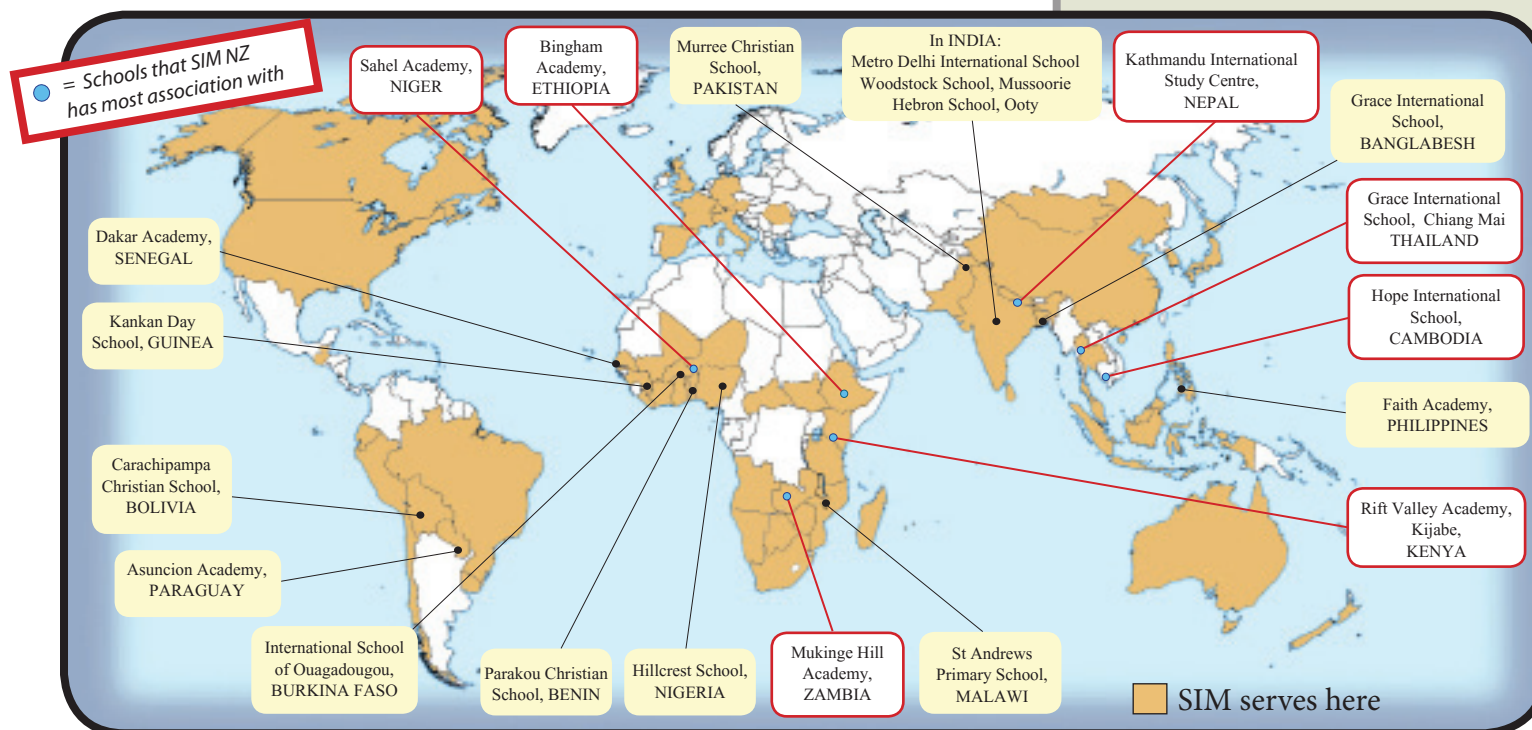 = Schools that SIM NZ
has most association with
Sahel Academy,
NIGER
Bingham
Academy,
ETHIOPIA
Murree Christian
School,
PAKISTAN
In INDIA:
Metro Delhi International School
Woodstock School, Mussoorie
Hebron School, Ooty
Kathmandu International
Study Centre,
NEPAL
Grace International
School,
BANGLABESH
Grace International
School, Chiang Mai
THAILAND
Hope International
School,
CAMBODIA
Faith Academy,
PHILIPPINES
Rift Valley Academy,
Kijabe,
KENYA
Dakar Academy,
SENEGAL
Kankan Day
School, GUINEA
Carachipampa
Christian School,
BOLIVIA
Asuncion Academy,
PARAGUAY
International School
of Ouagadougou,
BURKINA FASO
Parakou Christian
School, BENIN
Hillcrest School,
NIGERIA
Mukinge Hill
Academy,
ZAMBIA
St Andrews
Primary School,
MALAWI
SIM serves here